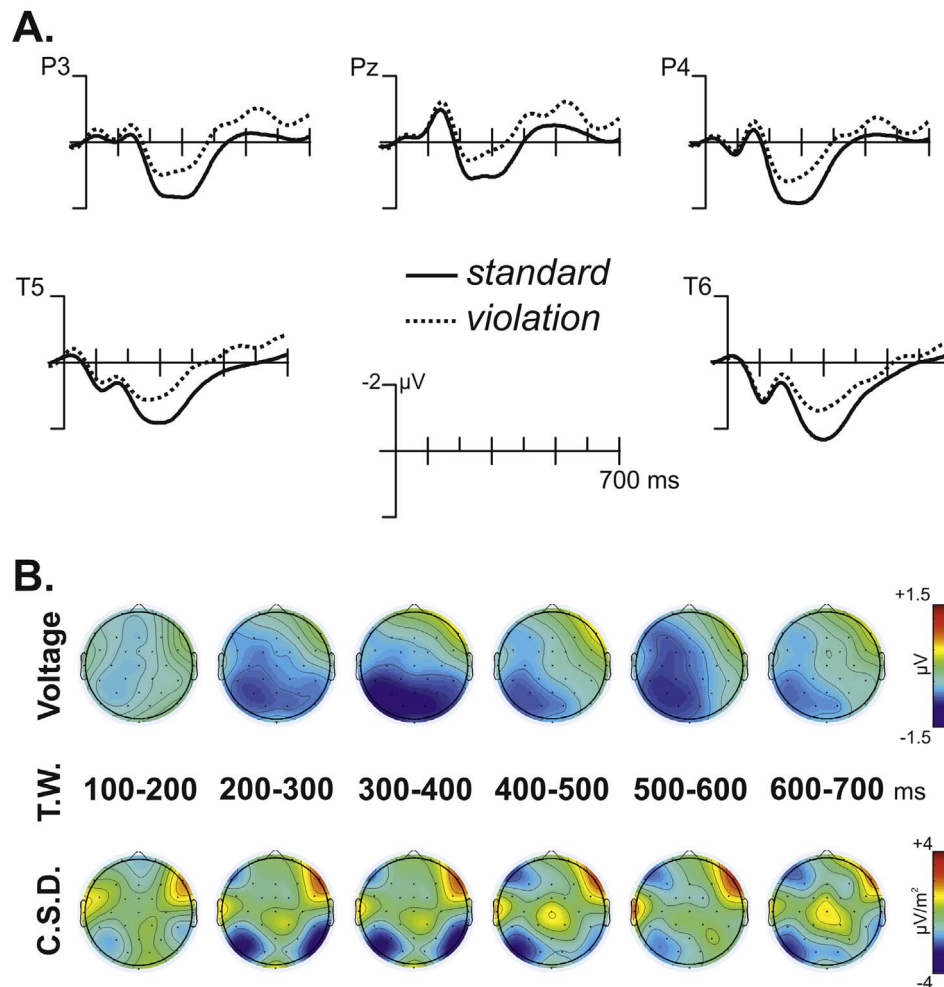 A.
P3
Pz
P4
T5
standard
violation
T6
-2 µV
700 ms
B.
Voltage
+1.5
µV
-1.5
T.W.
100-200 200-300 300-400 400-500 500-600 600-700 ms
C.S.D.
+4
µV/m²
-4